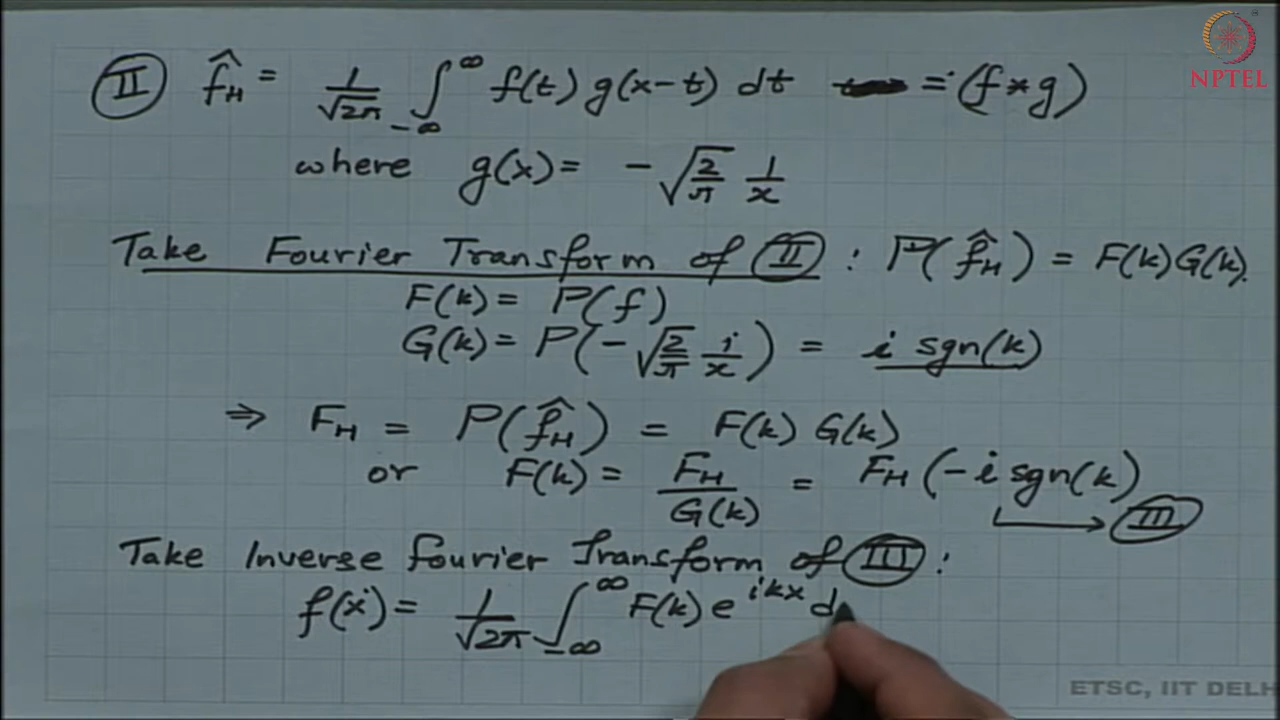 II f̂_H = 1/√2π ∫_{-∞}^{∞} f(t) g(x-t) dt = (f*g)
where g(x) = -√(2/π) 1/x
Take Fourier Transform of II : P(f̂_H) = F(k)G(k).
F(k) = P(f)
G(k) = P(-√(2/π) 1/x) = i sgn(k)
⇒ F_H = P(f̂_H) = F(k) G(k)
or F(k) = F_H/G(k) = F_H (-i sgn(k))
→ III
Take Inverse Fourier Transform of III :
f(x) = 1/√2π ∫_{-∞}^{∞} F(k) e^{ikx} d
NPTEL
ETSC, IIT DELH